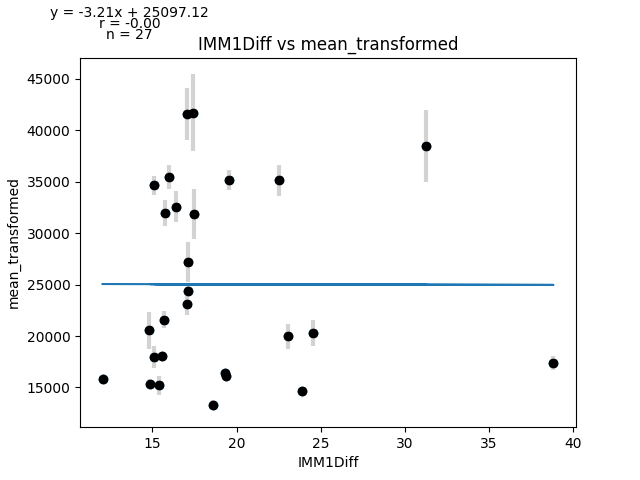 y = -3.21x + 25097.12
r = -0.00
n = 27
IMM1Diff vs mean_transformed
45000
40000
35000
30000
25000
20000
15000
mean_transformed
15 20 25 30 35 40
IMM1Diff